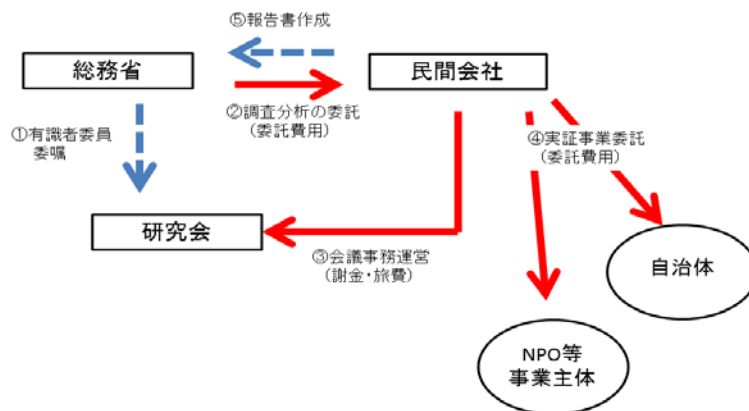 ⑤報告書作成
総務省
民間会社
②調査分析の委託
(委託費用)
①有識者委員
委嘱
④実証事業委託
(委託費用)
研究会
③会議事務運営
(謝金・旅費)
自治体
NPO等
事業主体